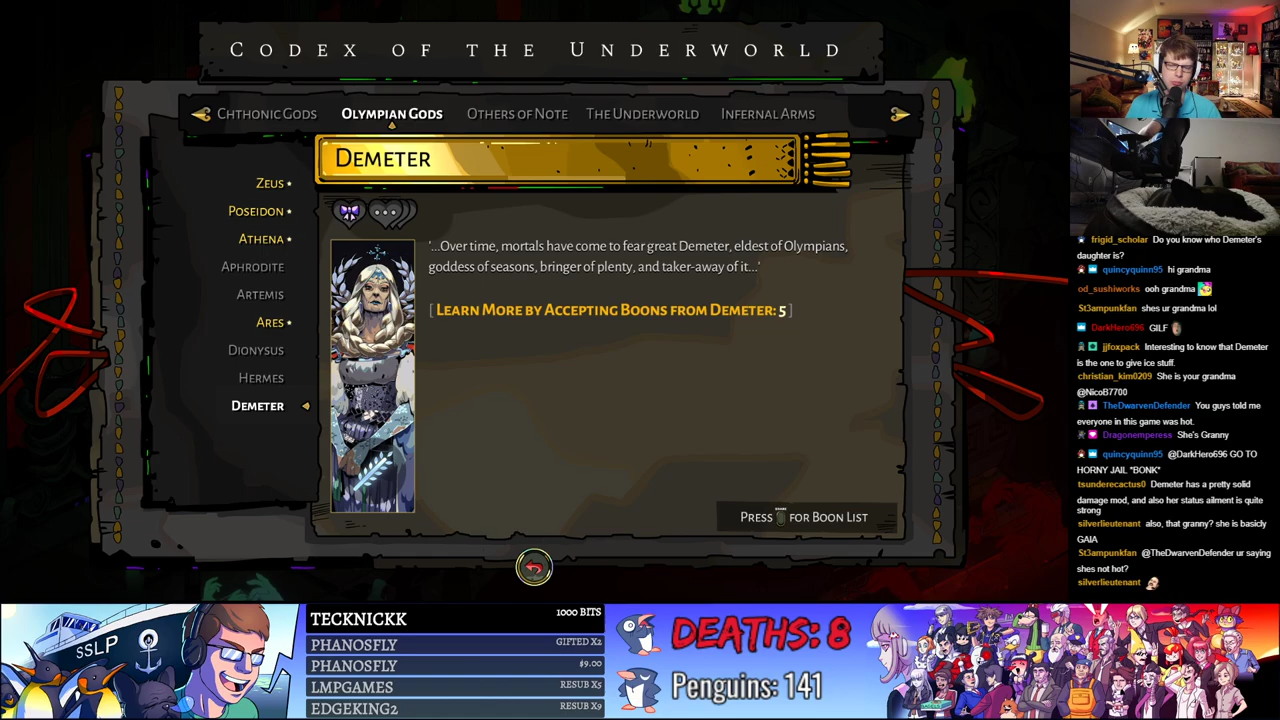 CODEX OF THE UNDERWORLD
CHTHONIC GODS
OLYMPIAN GODS
OTHERS OF NOTE
THE UNDERWORLD
INFERNAL ARMS
DEMETER
ZEUS
POSEIDON
ATHENA
APHRODITE
ARTEMIS
ARES
DIONYSUS
HERMES
DEMETER
'...Over time, mortals have come to fear great Demeter, eldest of Olympians,
goddess of seasons, bringer of plenty, and taker-away of it...'
[ LEARN MORE BY ACCEPTING BOONS FROM DEMETER: 5 ]
PRESS FOR BOON LIST
frigid_scholar Do you know who Demeter's
daughter is?
quincyquinn95 hi grandma
od_sushiworks ooh grandma
St3ampunkfan shes ur grandma lol
DarkHero696 GILF
jjfoxpack Interesting to know that Demeter
is the one to give ice stuff.
christian_kim0209 She is your grandma
@NicoB7700
TheDwarvenDefender You guys told me
everyone in this game was hot.
Dragonemperess She's Granny
quincyquinn95 @DarkHero696 GO TO
HORNY JAIL *BONK*
tsunderecactus0 Demeter has a pretty solid
damage mod, and also her status ailment is quite
strong
silverlieutenant also, that granny? she is basicly
GAIA
St3ampunkfan @TheDwarvenDefender ur saying
shes not hot?
silverlieutenant
SSLP
TECKNICKK 1000 BITS
PHANOSFLY GIFTED X2
PHANOSFLY $9.00
LMPGAMES RESUB X5
EDGEKING2 RESUB X9
DEATHS: 8
Penguins: 141